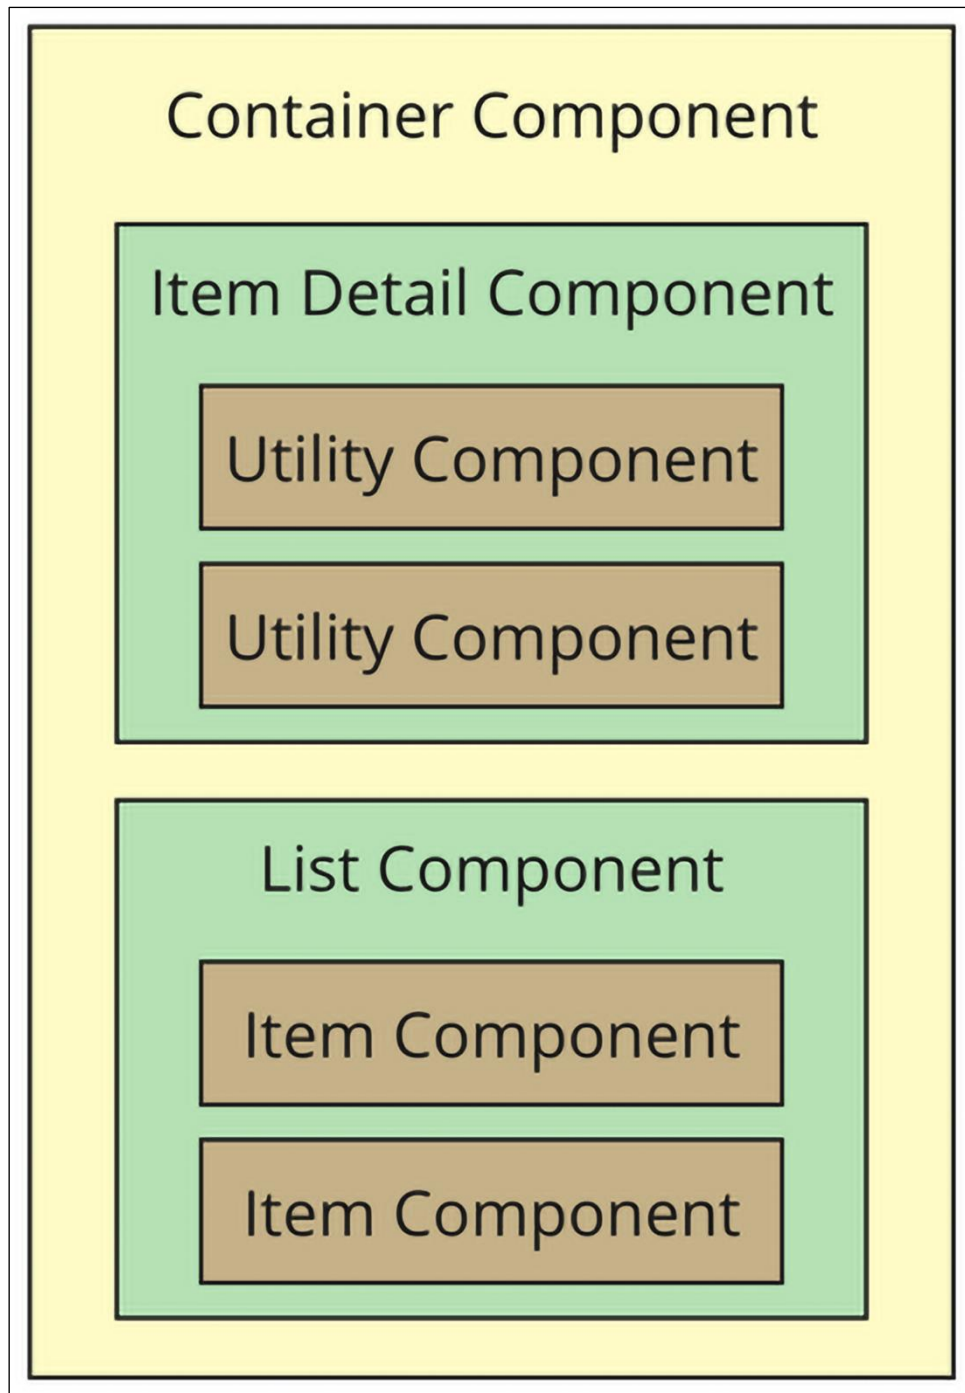 Container Component
Item Detail Component
Utility Component
Utility Component
List Component
Item Component
Item Component